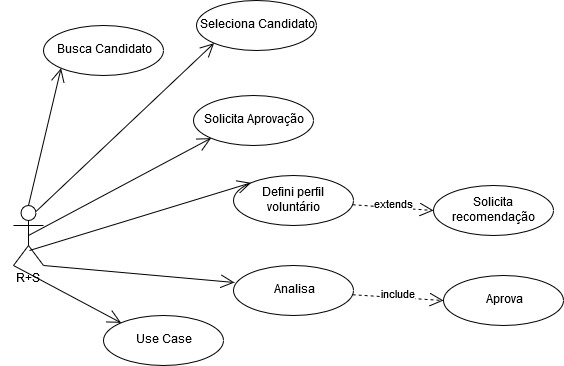 Seleciona Candidato
Busca Candidato
Solicita Aprovação
Defini perfil
voluntário
extends
Solicita
recomendação
R+S
Analisa
include
Aprova
Use Case